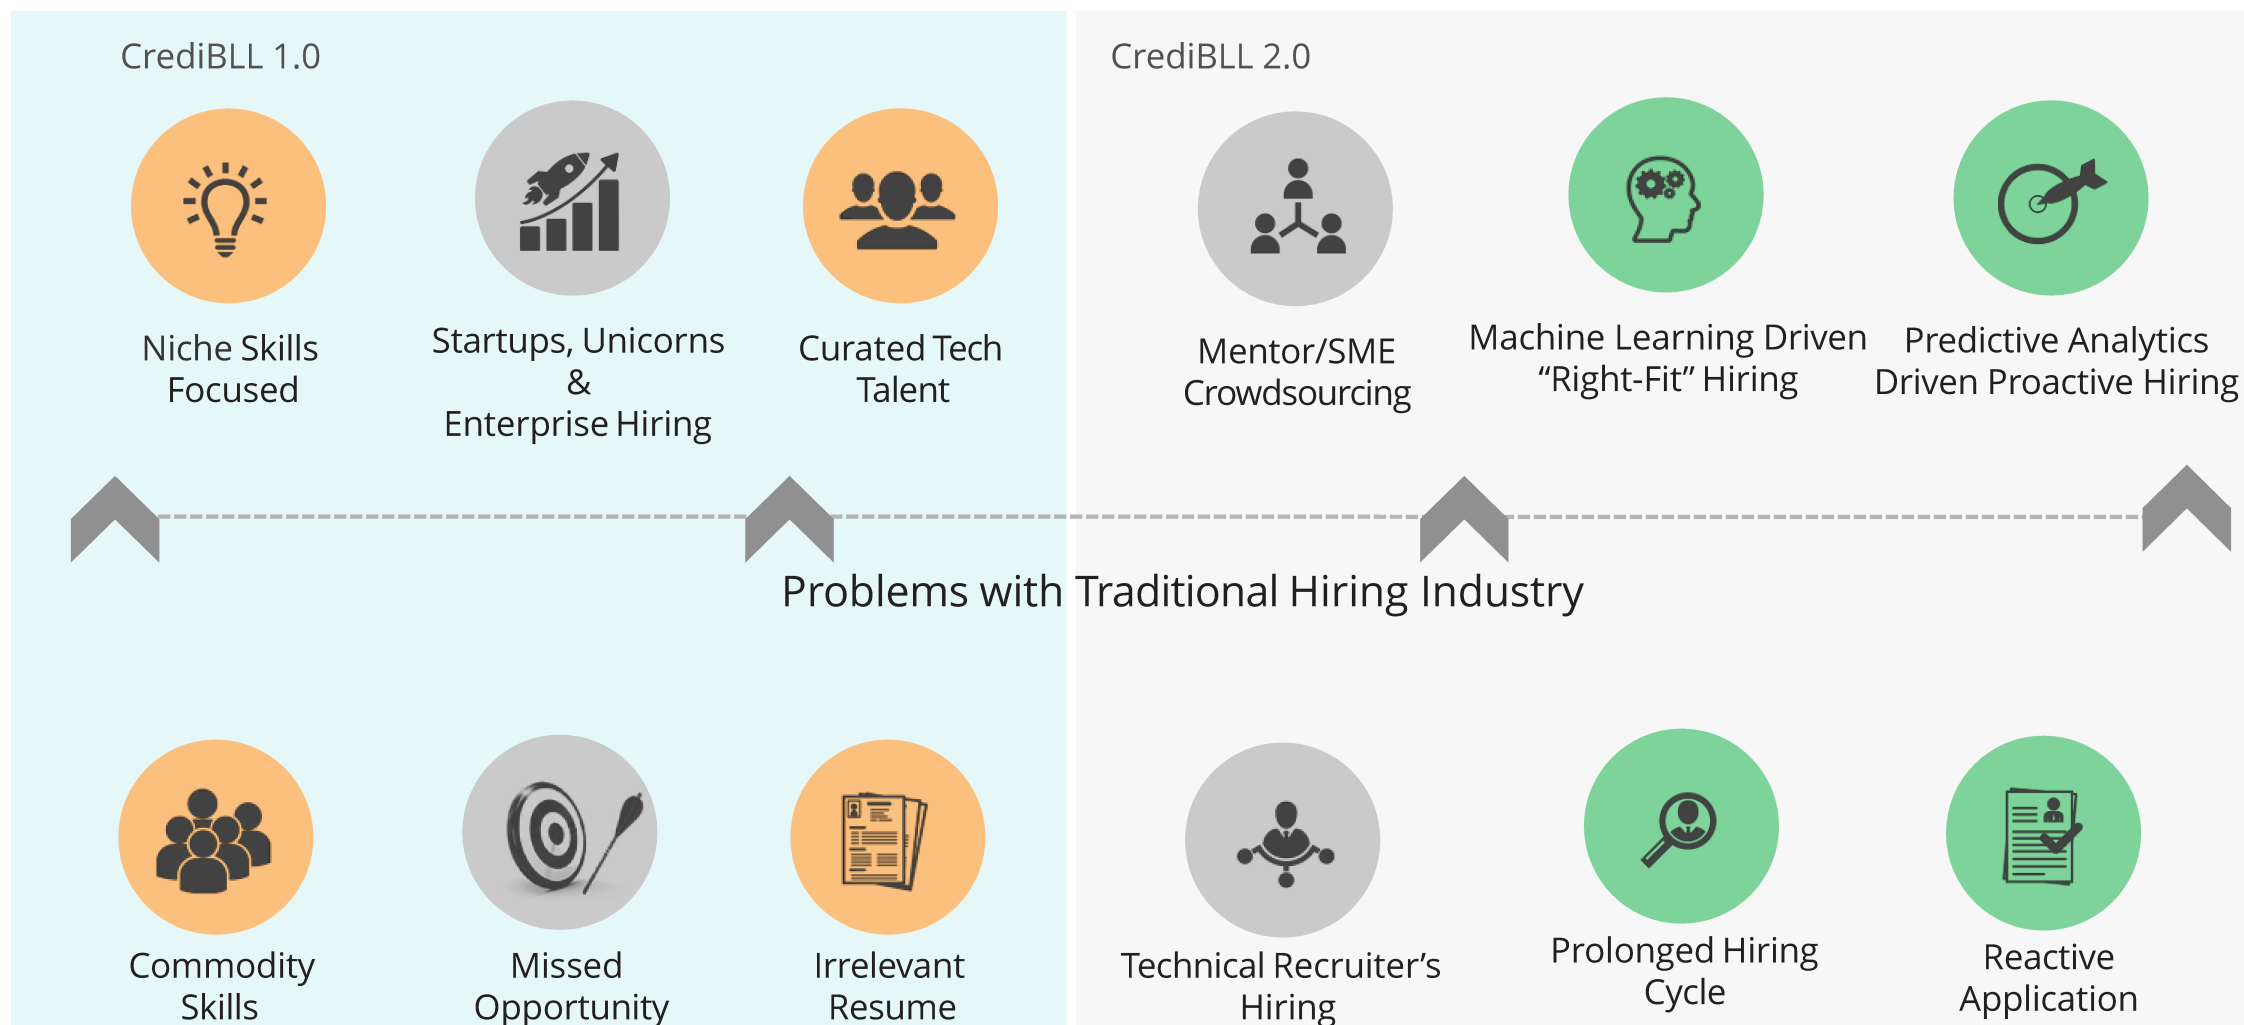 CrediBLL 1.0
Niche Skills
Focused
Startups, Unicorns
&
Enterprise Hiring
Curated Tech
Talent
CrediBLL 2.0
Mentor/SME
Crowdsourcing
Machine Learning Driven
“Right-Fit” Hiring
Predictive Analytics
Driven Proactive Hiring
Problems with Traditional Hiring Industry
Commodity
Skills
Missed
Opportunity
Irrelevant
Resume
Technical Recruiter’s
Hiring
Prolonged Hiring
Cycle
Reactive
Application